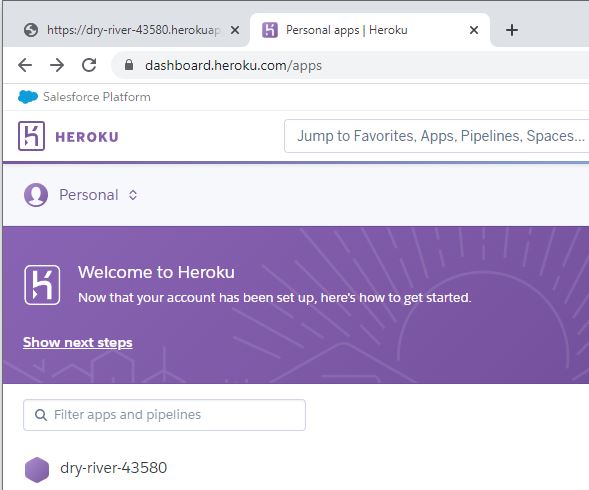 https://dry-river-43580.herokuap
Personal apps | Heroku
dashboard.heroku.com/apps
Salesforce Platform
HEROKU
Jump to Favorites, Apps, Pipelines, Spaces...
Personal
Welcome to Heroku
Now that your account has been set up, here's how to get started.
Show next steps
Filter apps and pipelines
dry-river-43580